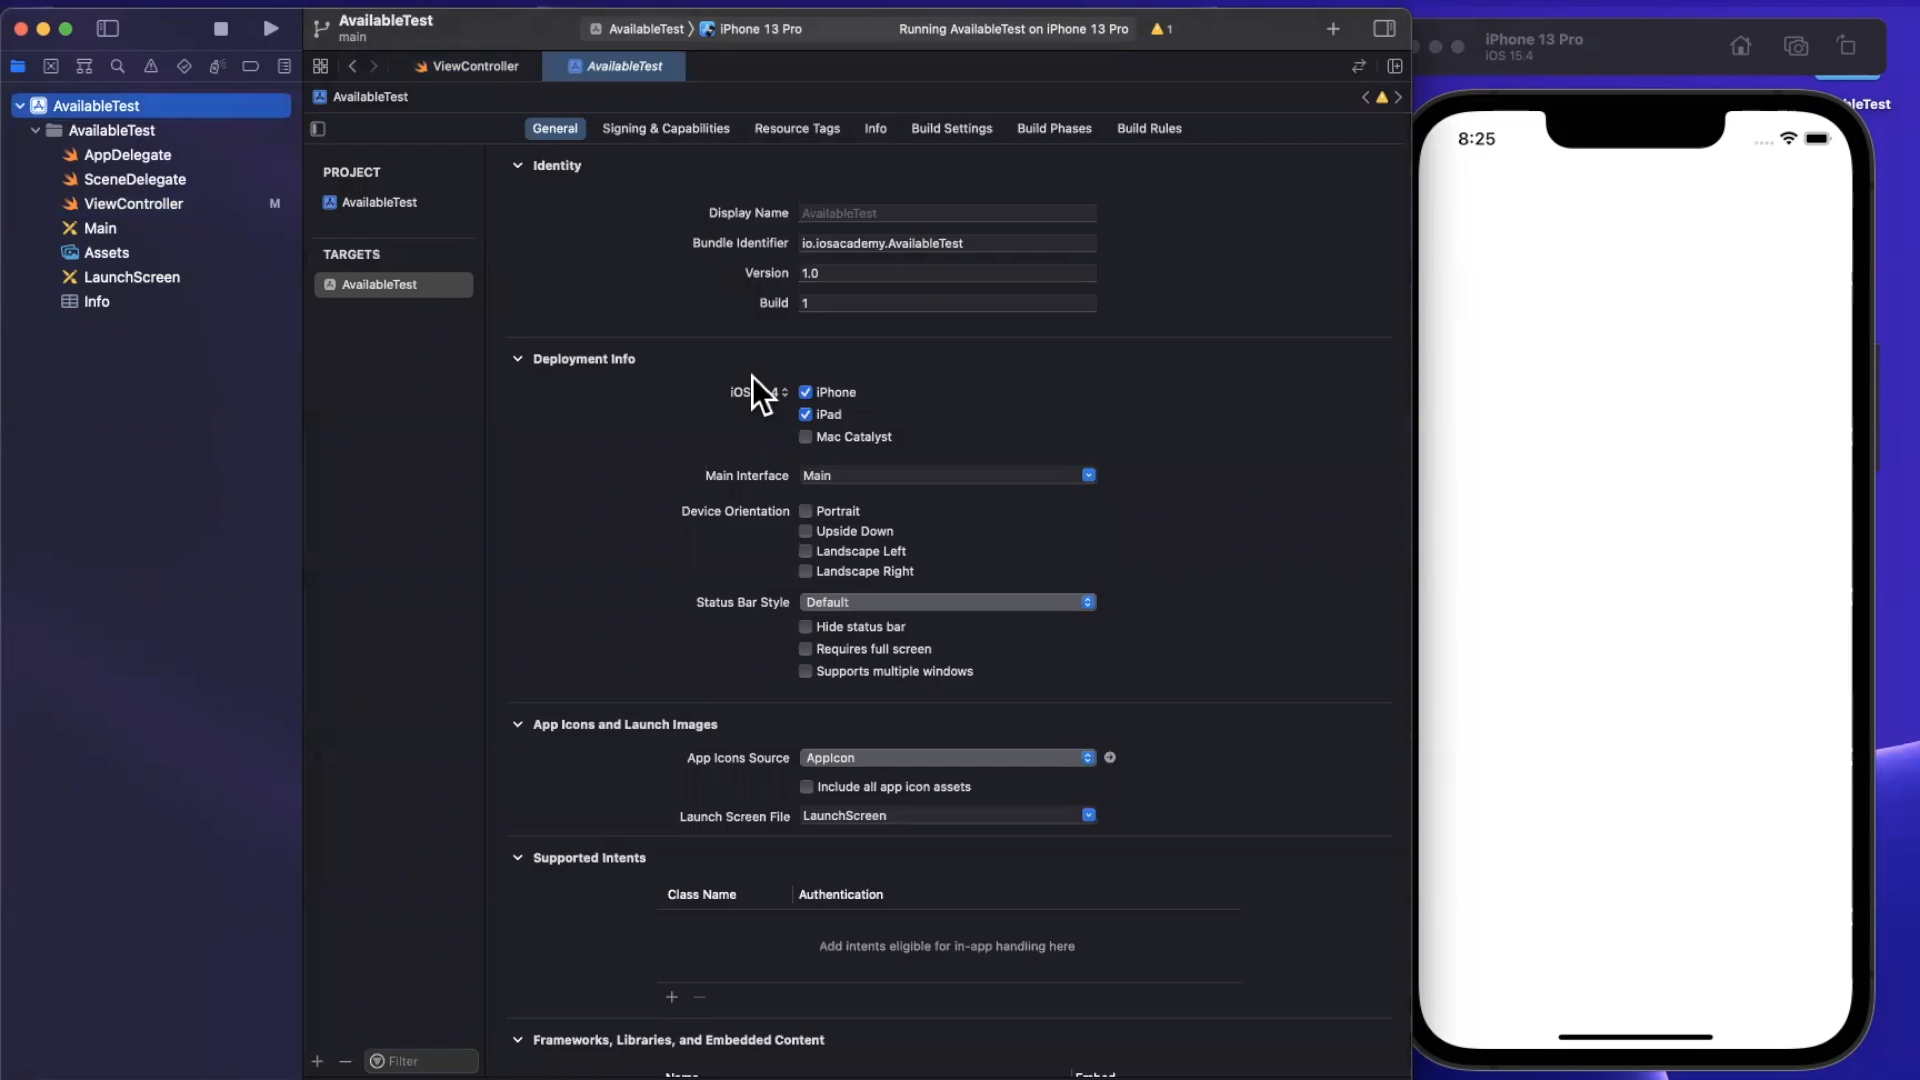 AvailableTest
main
AvailableTest
iPhone 13 Pro
Running AvailableTest on iPhone 13 Pro
1
ViewController
AvailableTest
AvailableTest
AvailableTest
AvailableTest
AppDelegate
SceneDelegate
ViewController
M
Main
Assets
LaunchScreen
Info
General
Signing & Capabilities
Resource Tags
Info
Build Settings
Build Phases
Build Rules
PROJECT
AvailableTest
TARGETS
AvailableTest
Filter
Identity
Display Name
AvailableTest
Bundle Identifier
io.iosacademy.AvailableTest
Version
1.0
Build
1
Deployment Info
iOS
iPhone
iPad
Mac Catalyst
Main Interface
Main
Device Orientation
Portrait
Upside Down
Landscape Left
Landscape Right
Status Bar Style
Default
Hide status bar
Requires full screen
Supports multiple windows
App Icons and Launch Images
App Icons Source
AppIcon
Include all app icon assets
Launch Screen File
LaunchScreen
Supported Intents
Class Name
Authentication
Add intents eligible for in-app handling here
Frameworks, Libraries, and Embedded Content
iPhone 13 Pro
iOS 15.4
8:25